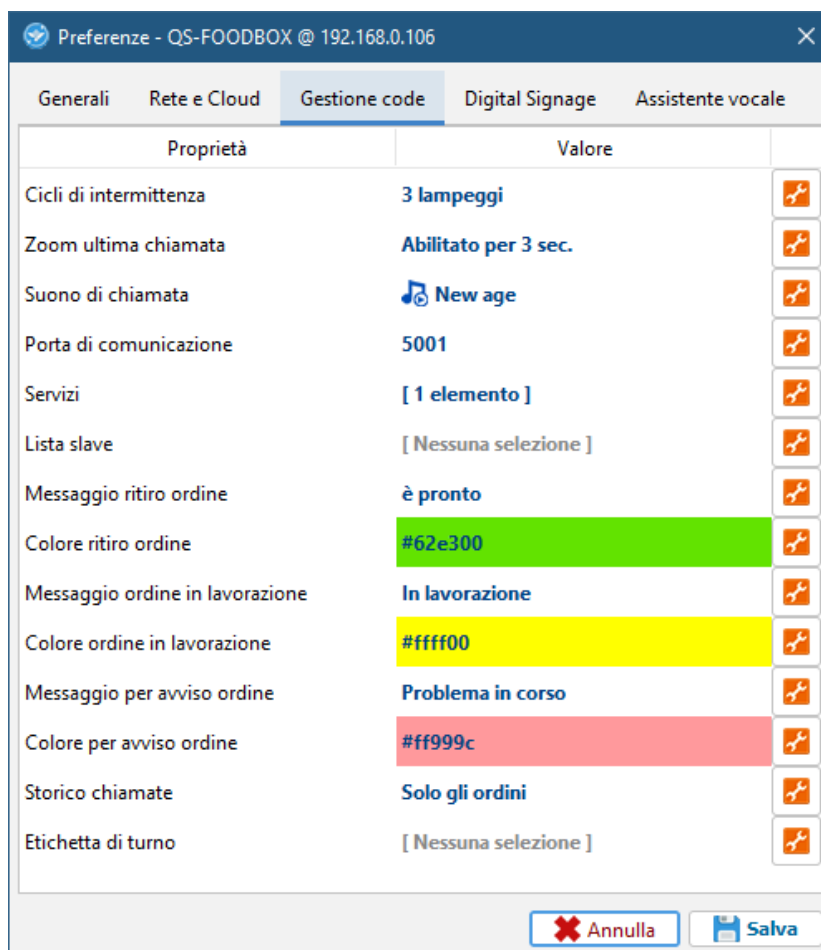 Preferenze - QS-FOODBOX @ 192.168.0.106
Generali Rete e Cloud Gestione code Digital Signage Assistente vocale
Proprietà Valore
Cicli di intermittenza 3 lampeggi
Zoom ultima chiamata Abilitato per 3 sec.
Suono di chiamata New age
Porta di comunicazione 5001
Servizi [ 1 elemento ]
Lista slave [ Nessuna selezione ]
Messaggio ritiro ordine è pronto
Colore ritiro ordine #62e300
Messaggio ordine in lavorazione In lavorazione
Colore ordine in lavorazione #ffff00
Messaggio per avviso ordine Problema in corso
Colore per avviso ordine #ff999c
Storico chiamate Solo gli ordini
Etichetta di turno [ Nessuna selezione ]
Annulla Salva